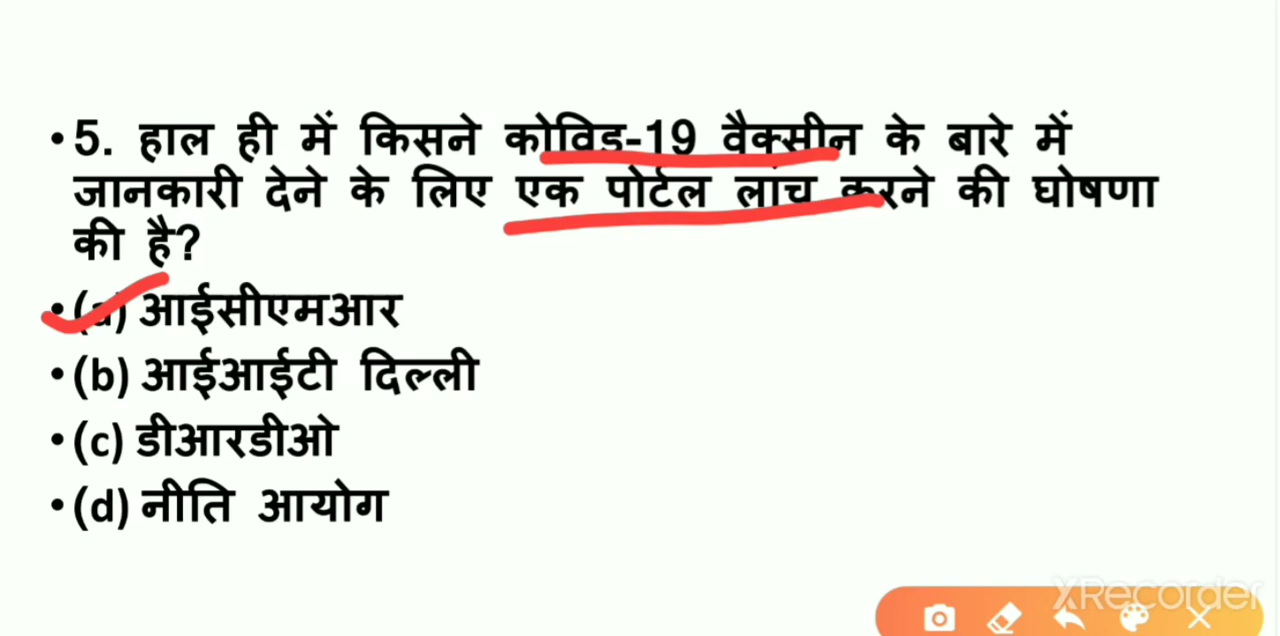 •5. हाल ही में किसने कोविड-19 वैक्सीन के बारे में
जानकारी देने के लिए एक पोर्टल लांच करने की घोषणा
की है?
•(a) आईसीएमआर
•(b) आईआईटी दिल्ली
•(c) डीआरडीओ
•(d) नीति आयोग
XRecorder